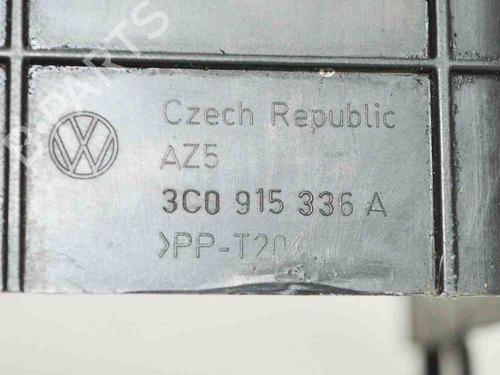 Czech Republic
AZ5
3C0 915 336 A
>PP-T20